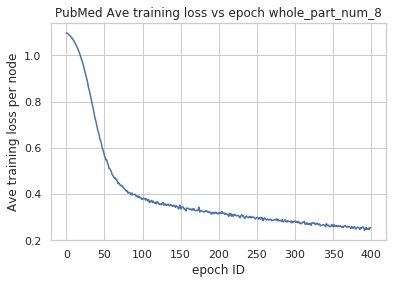 PubMed Ave training loss vs epoch whole_part_num_8
Ave training loss per node
1.0
0.8
0.6
0.4
0.2
0 50 100 150 200 250 300 350 400
epoch ID